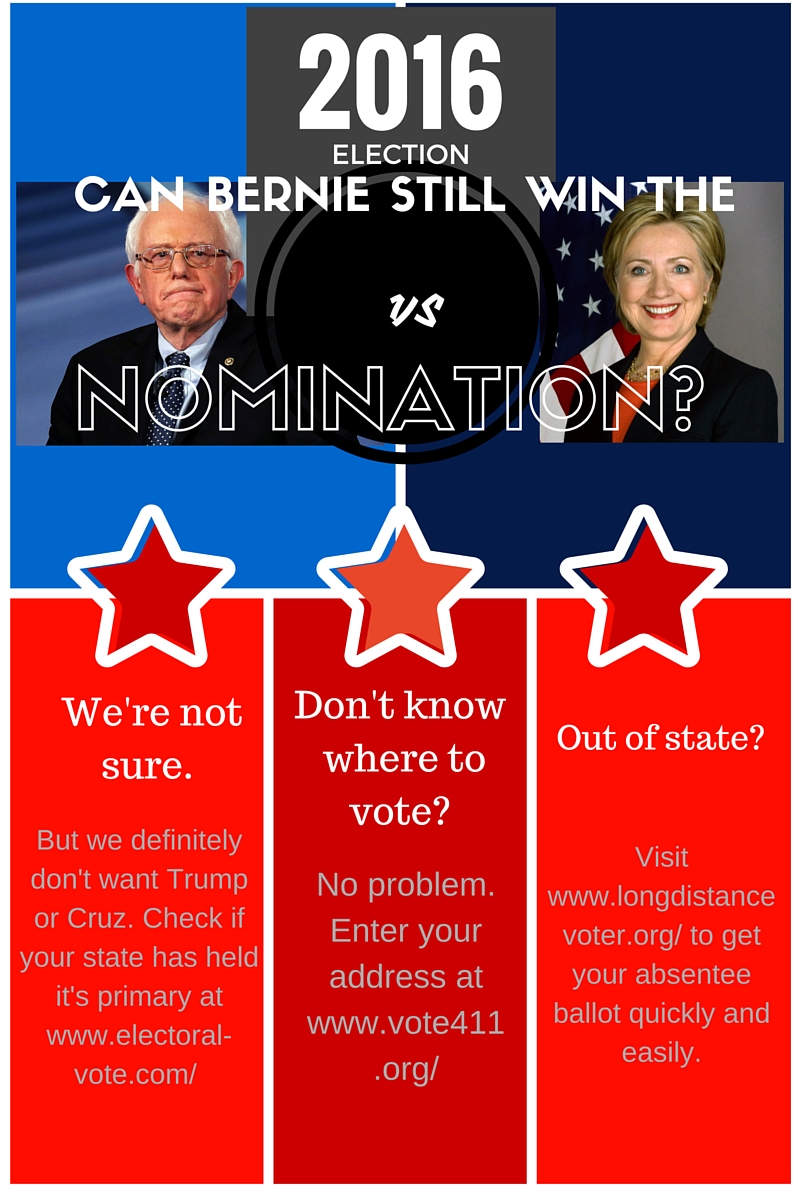 2016
ELECTION
CAN BERNIE STILL WIN THE
vs
NOMINATION?
We're not
sure.
But we definitely
don't want Trump
or Cruz. Check if
your state has held
it's primary at
www.electoral-
vote.com/
Don't know
where to
vote?
No problem.
Enter your
address at
www.vote411
.org/
Out of state?
Visit
www.longdistance
voter.org/ to get
your absentee
ballot quickly and
easily.